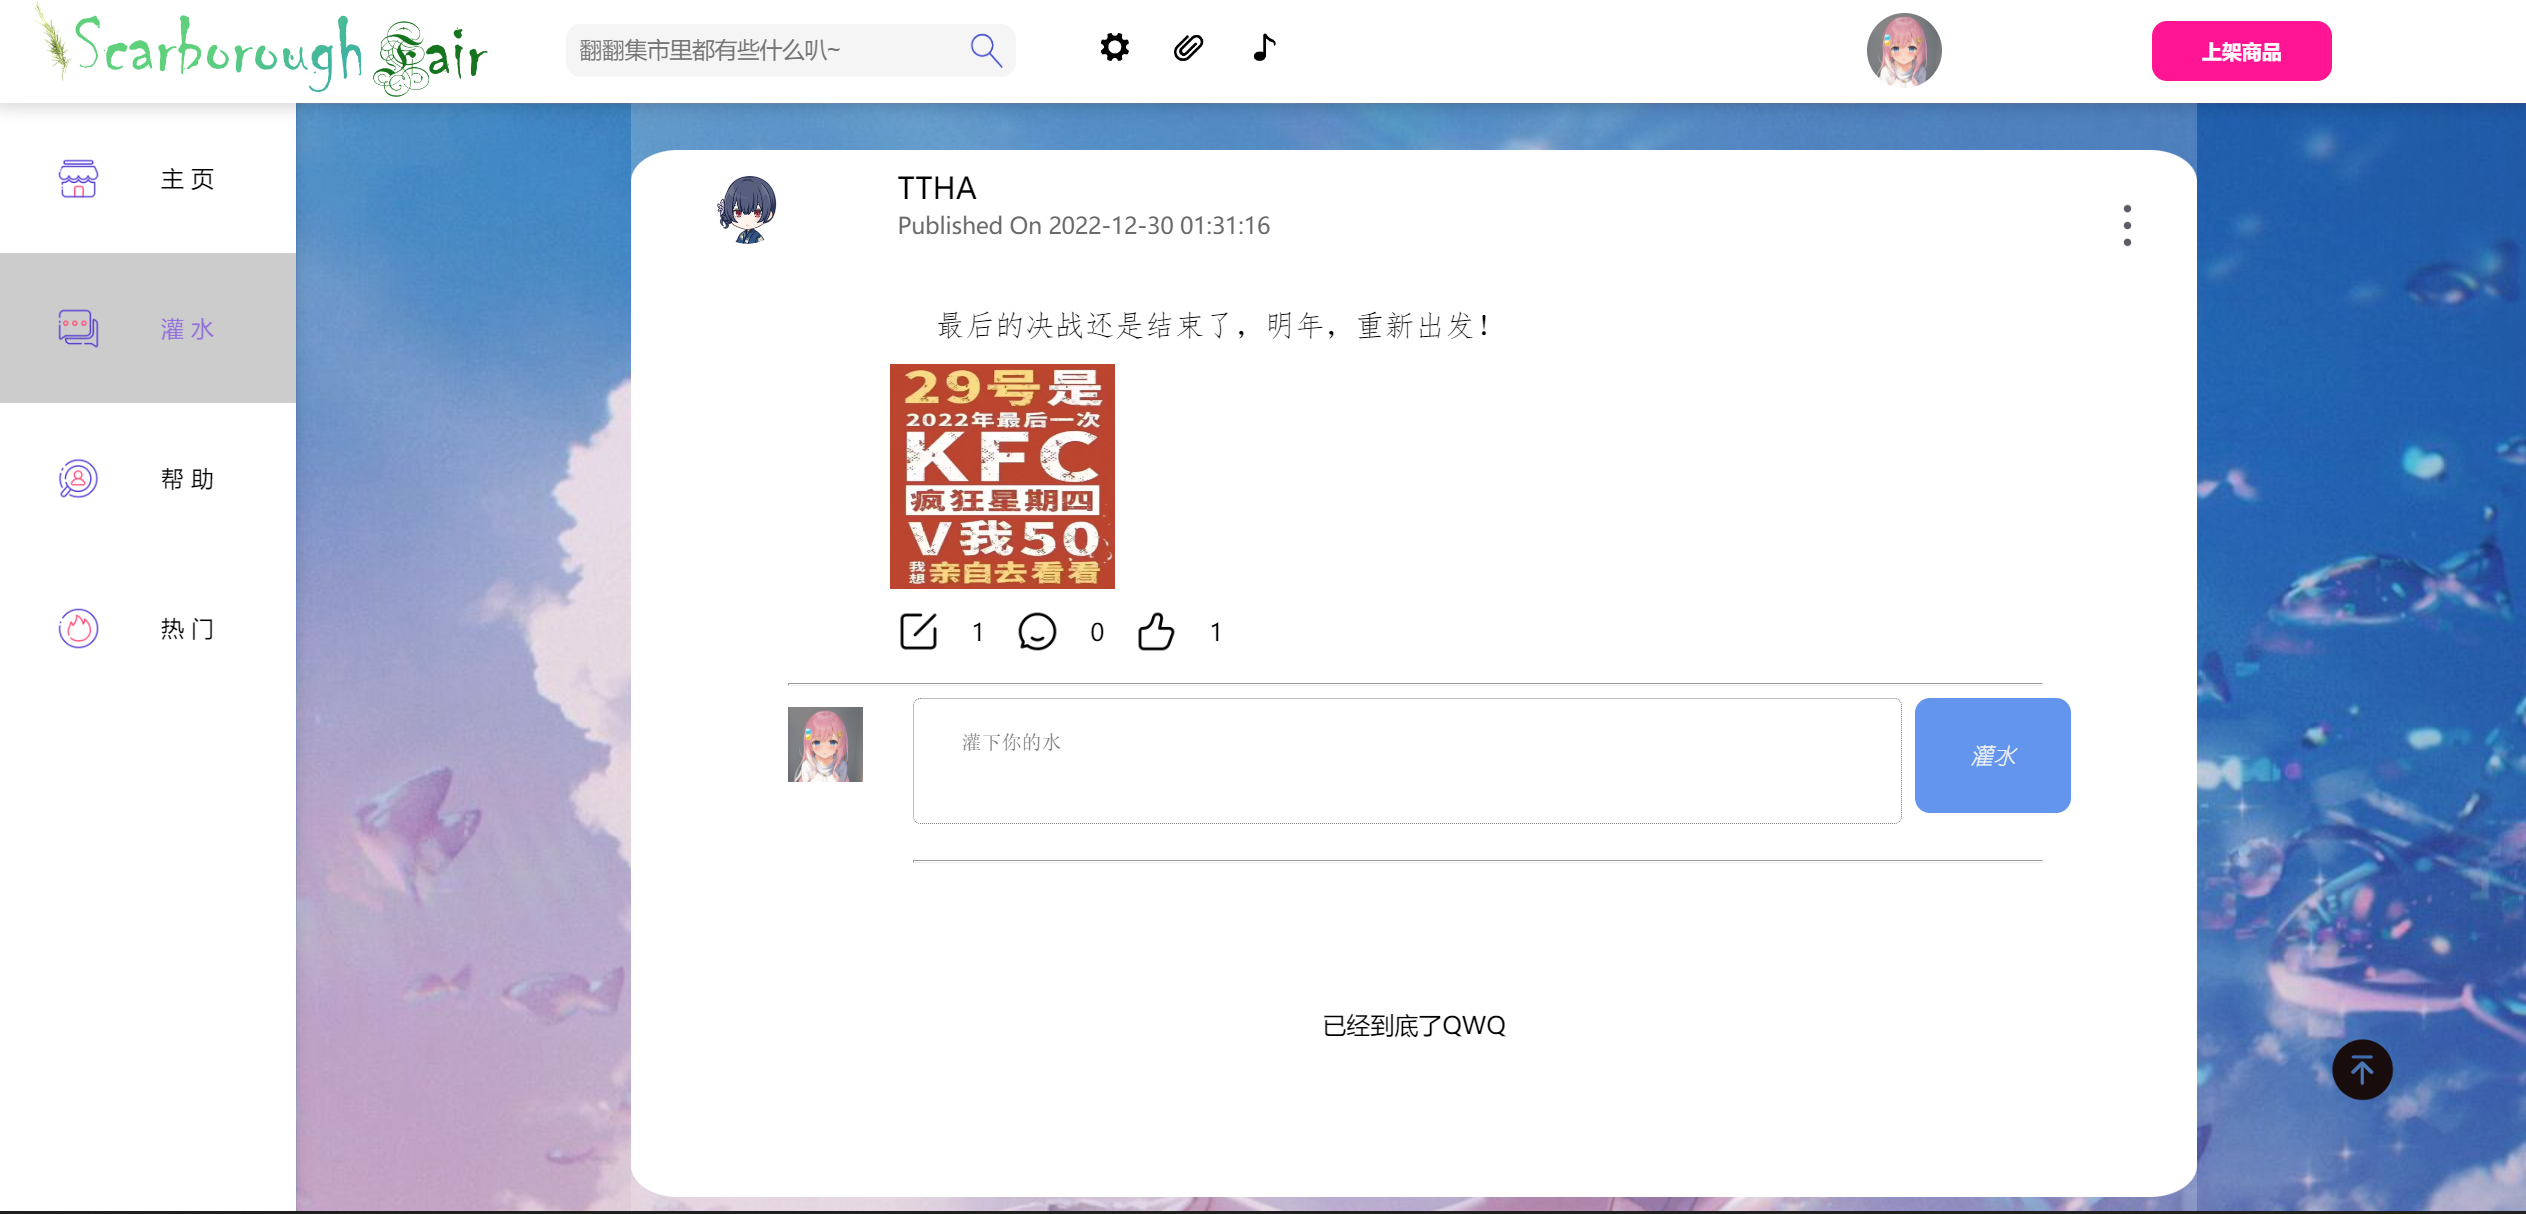 Scarborough Fair
翻翻集市里都有些什么叭~
上架商品
主 页
灌 水
帮 助
热 门
TTHA
Published On 2022-12-30 01:31:16
最后的决战还是结束了，明年，重新出发！
29号是
2022年最后一次
KFC
疯狂星期四
V我50
我想亲自去看看
1 0 1
灌下你的水
灌水
已经到底了QWQ